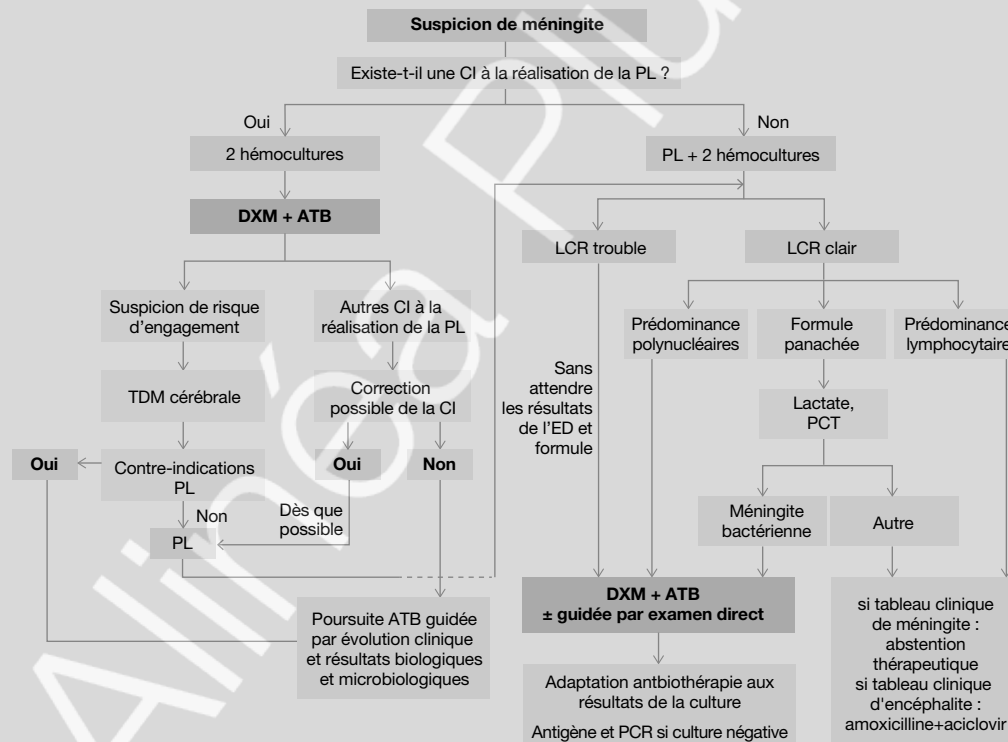 Suspicion de méningite
Existe-t-il une CI à la réalisation de la PL ?
Oui
Non
2 hémocultures
PL + 2 hémocultures
DXM + ATB
LCR trouble
LCR clair
Suspicion de risque
d'engagement
Autres CI à la
réalisation de la PL
Prédominance
polynucléaires
Formule
panachée
Prédominance
lymphocytaire
Sans
attendre
les résultats
de l'ED et
formule
TDM cérébrale
Correction
possible de la CI
Lactate,
PCT
Oui
Contre-indications
PL
Oui
Non
Non
Dès que
possible
PL
Méningite
bactérienne
Autre
DXM + ATB
± guidée par examen direct
Poursuite ATB guidée
par évolution clinique
et résultats biologiques
et microbiologiques
si tableau clinique
de méningite :
abstention
thérapeutique
si tableau clinique
d'encéphalite :
amoxicilline+aciclovir
Adaptation antbiothérapie aux
résultats de la culture
Antigène et PCR si culture négative
Alinéa Plu